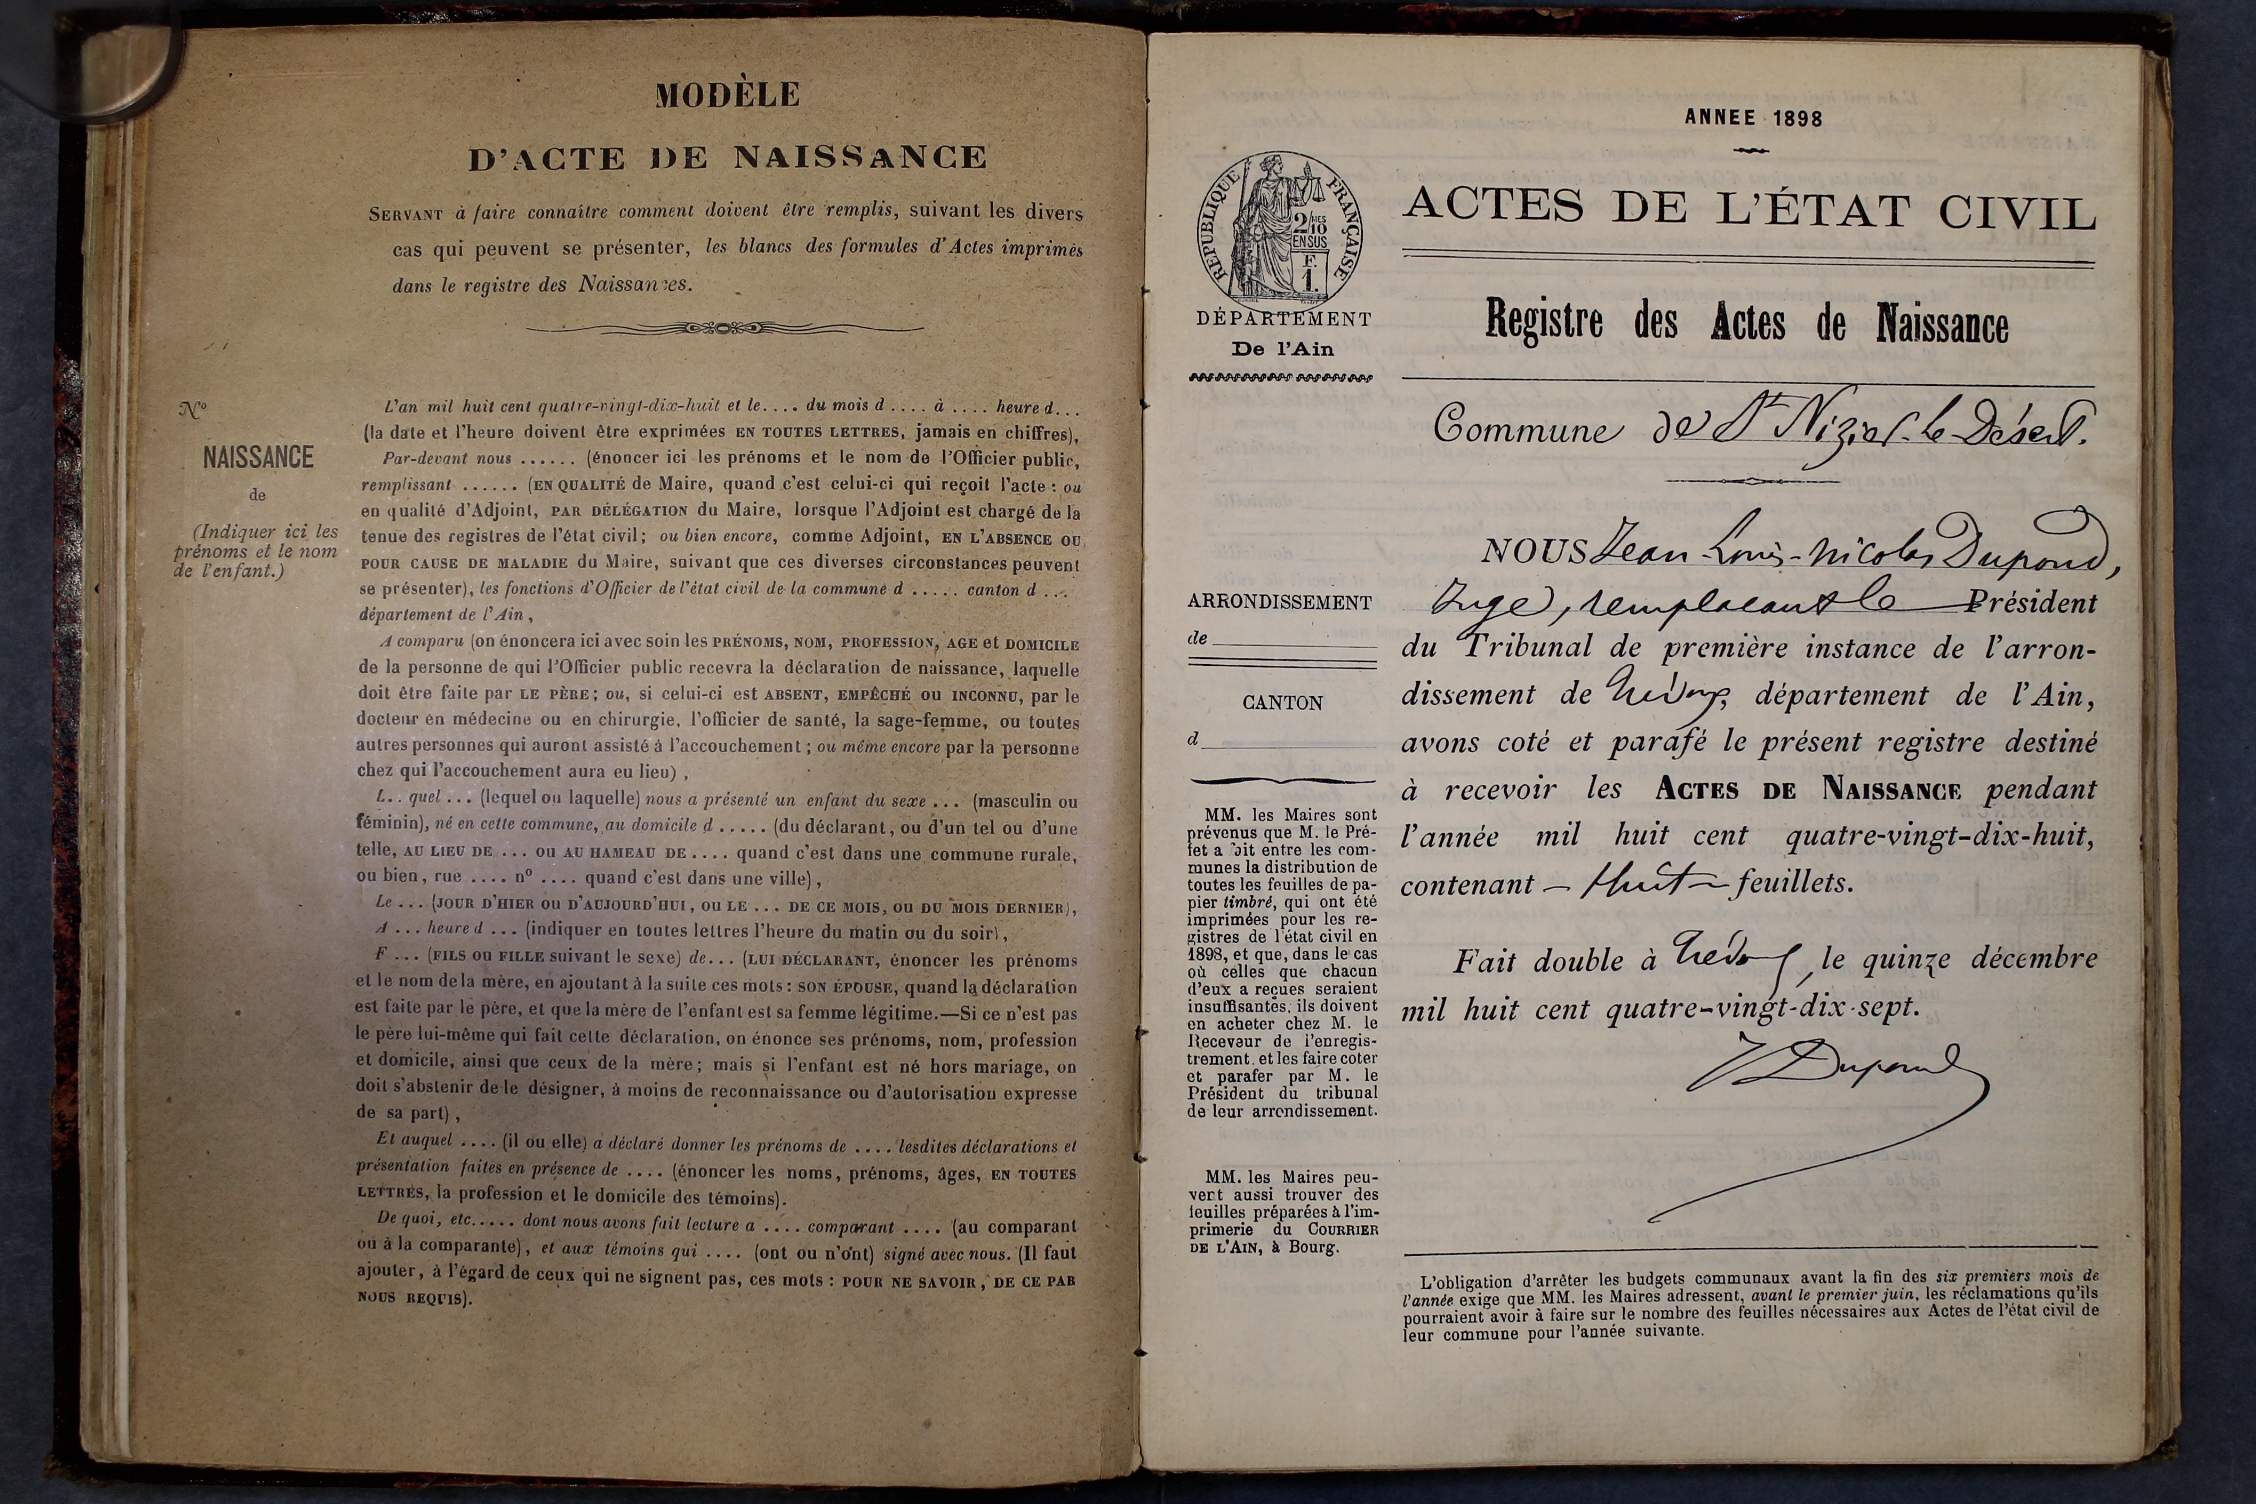 MODÈLE
D'ACTE DE NAISSANCE
SERVANT à faire connaître comment doivent être remplis, suivant les divers
cas qui peuvent se présenter, les blancs des formules d'Actes imprimés
dans le registre des Naissances.
N°
NAISSANCE
de
(Indiquer ici les
prénoms et le nom
de l'enfant.)
L'an mil huit cent quatre-vingt-dix-huit et le.... du mois d .... à .... heure d...
(la date et l'heure doivent être exprimées EN TOUTES LETTRES, jamais en chiffres),
Par-devant nous ...... (énoncer ici les prénoms et le nom de l'Officier public,
remplissant ...... (EN QUALITÉ de Maire, quand c'est celui-ci qui reçoit l'acte : ou
en qualité d'Adjoint, PAR DÉLÉGATION du Maire, lorsque l'Adjoint est chargé de la
tenue des registres de l'état civil; ou bien encore, comme Adjoint, EN L'ABSENCE OU
POUR CAUSE DE MALADIE du Maire, suivant que ces diverses circonstances peuvent
se présenter), les fonctions d'Officier de l'état civil de la commune d ..... canton d ...
département de l'Ain,
A comparu (on énoncera ici avec soin les PRÉNOMS, NOM, PROFESSION, AGE et DOMICILE
de la personne de qui l'Officier public recevra la déclaration de naissance, laquelle
doit être faite par LE PÈRE; ou, si celui-ci est ABSENT, EMPÊCHÉ OU INCONNU, par le
docteur en médecine ou en chirurgie, l'officier de santé, la sage-femme, ou toutes
autres personnes qui auront assisté à l'accouchement; ou même encore par la personne
chez qui l'accouchement aura eu lieu),
L.. quel ... (lequel ou laquelle) nous a présenté un enfant du sexe ... (masculin ou
féminin), né en cette commune, au domicile d ..... (du déclarant, ou d'un tel ou d'une
telle, AU LIEU DE ... OU AU HAMEAU DE .... quand c'est dans une commune rurale,
ou bien, rue .... n° .... quand c'est dans une ville),
Le ... (JOUR D'HIER OU D'AUJOURD'HUI, OU LE ... DE CE MOIS, OU DU MOIS DERNIER),
A ... heure d ... (indiquer en toutes lettres l'heure du matin ou du soir),
F ... (FILS OU FILLE suivant le sexe) de... (LUI DÉCLARANT, énoncer les prénoms
et le nom de la mère, en ajoutant à la suite ces mots : SON ÉPOUSE, quand la déclaration
est faite par le père, et que la mère de l'enfant est sa femme légitime.—Si ce n'est pas
le père lui-même qui fait cette déclaration, on énonce ses prénoms, nom, profession
et domicile, ainsi que ceux de la mère; mais si l'enfant est né hors mariage, on
doit s'abstenir de le désigner, à moins de reconnaissance ou d'autorisation expresse
de sa part),
Et auquel .... (il ou elle) a déclaré donner les prénoms de .... lesdites déclarations et
présentation faites en présence de .... (énoncer les noms, prénoms, âges, EN TOUTES
LETTRES, la profession et le domicile des témoins).
De quoi, etc..... dont nous avons fait lecture a .... comparant .... (au comparant
ou à la comparante), et aux témoins qui .... (ont ou n'ont) signé avec nous. (Il faut
ajouter, à l'égard de ceux qui ne signent pas, ces mots : POUR NE SAVOIR, DE CE PAR
NOUS REQUIS).
ANNEE 1898
RÉPUBLIQUE FRANÇAISE
2/MES
10
EN SUS
F.
1.
DÉPARTEMENT
De l'Ain
ACTES DE L'ÉTAT CIVIL
Registre des Actes de Naissance
Commune de St Nizier-le-Désert.
NOUS Jean-Louis-Nicolas Dupond,
Juge, remplaçant le Président
du Tribunal de première instance de l'arron-
dissement de Trévoux, département de l'Ain,
avons coté et parafé le présent registre destiné
à recevoir les ACTES DE NAISSANCE pendant
l'année mil huit cent quatre-vingt-dix-huit,
contenant - Huit - feuillets.
Fait double à Trévoux, le quinze décembre
mil huit cent quatre-vingt-dix-sept.
Dupond
ARRONDISSEMENT
de
CANTON
d
MM. les Maires sont
prévenus que M. le Pré-
fet a fait entre les com-
munes la distribution de
toutes les feuilles de pa-
pier timbré, qui ont été
imprimées pour les re-
gistres de l'état civil en
1898, et que, dans le cas
où celles que chacun
d'eux a reçues seraient
insuffisantes, ils doivent
en acheter chez M. le
Receveur de l'enregis-
trement, et les faire coter
et parafer par M. le
Président du tribunal
de leur arrondissement.
MM. les Maires peu-
vent aussi trouver des
feuilles préparées à l'im-
primerie du COURRIER
DE L'AIN, à Bourg.
L'obligation d'arrêter les budgets communaux avant la fin des six premiers mois de
l'année exige que MM. les Maires adressent, avant le premier juin, les réclamations qu'ils
pourraient avoir à faire sur le nombre des feuilles nécessaires aux Actes de l'état civil de
leur commune pour l'année suivante.